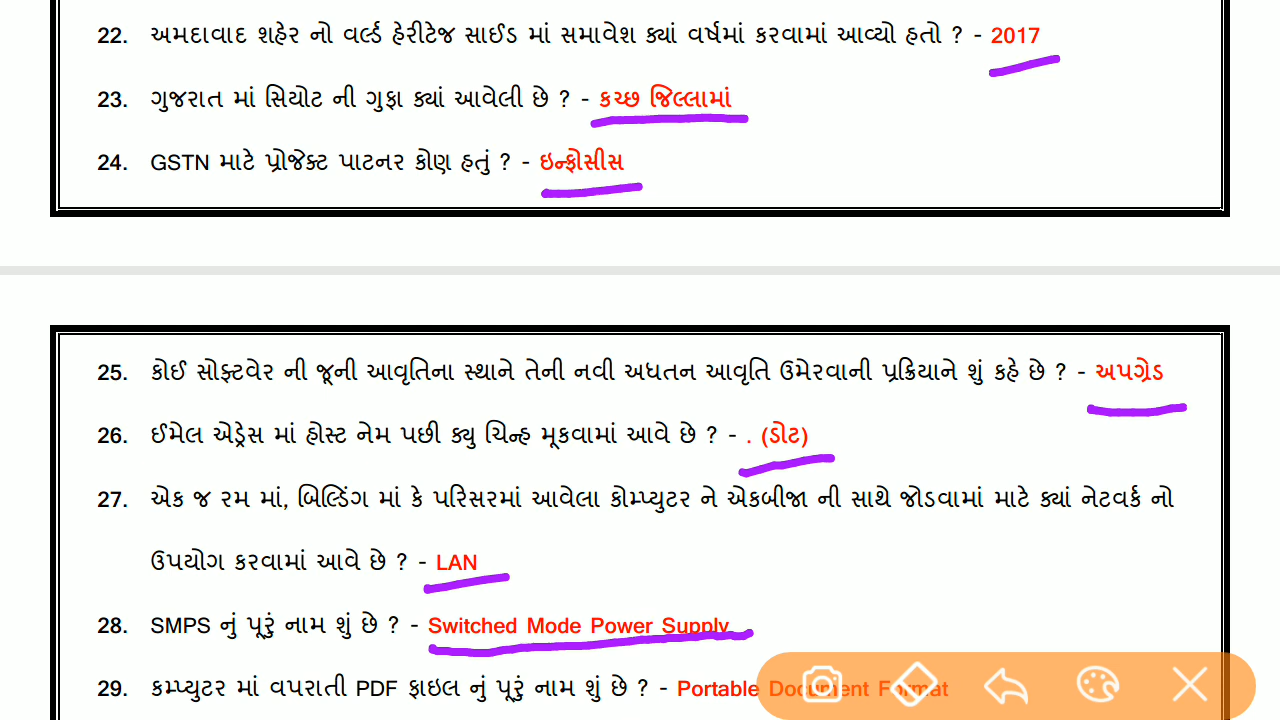 22. અમદાવાદ શહેર નો વર્લ્ડ હેરીટેજ સાઈડ માં સમાવેશ ક્યાં વર્ષમાં કરવામાં આવ્યો હતો ? - 2017
23. ગુજરાત માં સિયોટ ની ગુફા ક્યાં આવેલી છે ? - કચ્છ જિલ્લામાં
24. GSTN માટે પ્રોજેક્ટ પાટનર કોણ હતું ? - ઇન્ફોસીસ
25. કોઈ સોફ્ટવેર ની જૂની આવૃતિના સ્થાને તેની નવી અધતન આવૃતિ ઉમેરવાની પ્રક્રિયાને શું કહે છે ? - અપગ્રેડ
26. ઈમેલ એડ્રેસ માં હોસ્ટ નેમ પછી ક્યુ ચિન્હ મૂકવામાં આવે છે ? - . (ડોટ)
27. એક જ રમ માં, બિલ્ડિંગ માં કે પરિસરમાં આવેલા કોમ્પ્યુટર ને એકબીજા ની સાથે જોડવામાં માટે ક્યાં નેટવર્ક નો
ઉપયોગ કરવામાં આવે છે ? - LAN
28. SMPS નું પૂરું નામ શું છે ? - Switched Mode Power Supply
29. કમ્પ્યુટર માં વપરાતી PDF ફાઇલ નું પૂરું નામ શું છે ? - Portable Document Format